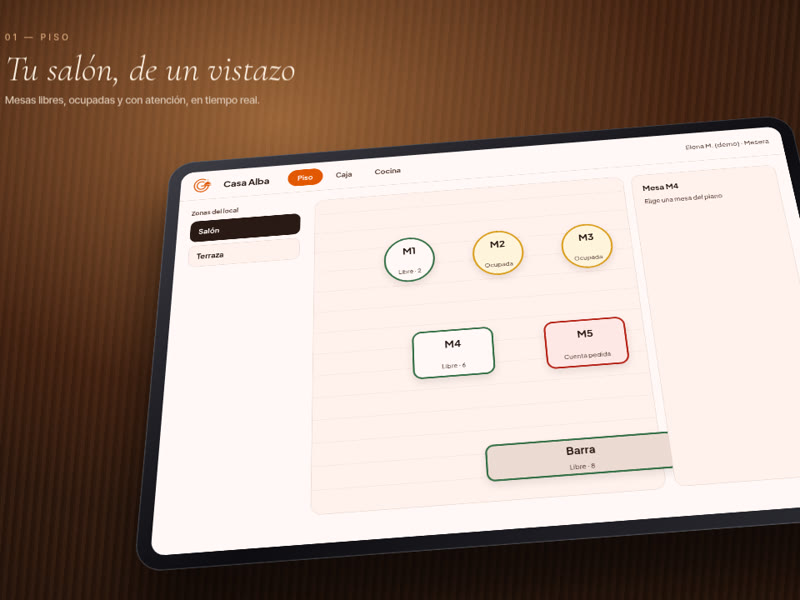 01 — PISO
Tu salón, de un vistazo
Mesas libres, ocupadas y con atención, en tiempo real.
Casa Alba
Piso
Caja
Cocina
Elena M. (demo) · Mesera
Zonas del local
Salón
Terraza
M1
Libre · 2
M2
Ocupada
M3
Ocupada
M4
Libre · 6
M5
Cuenta pedida
Barra
Libre · 8
Mesa M4
Elige una mesa del plano